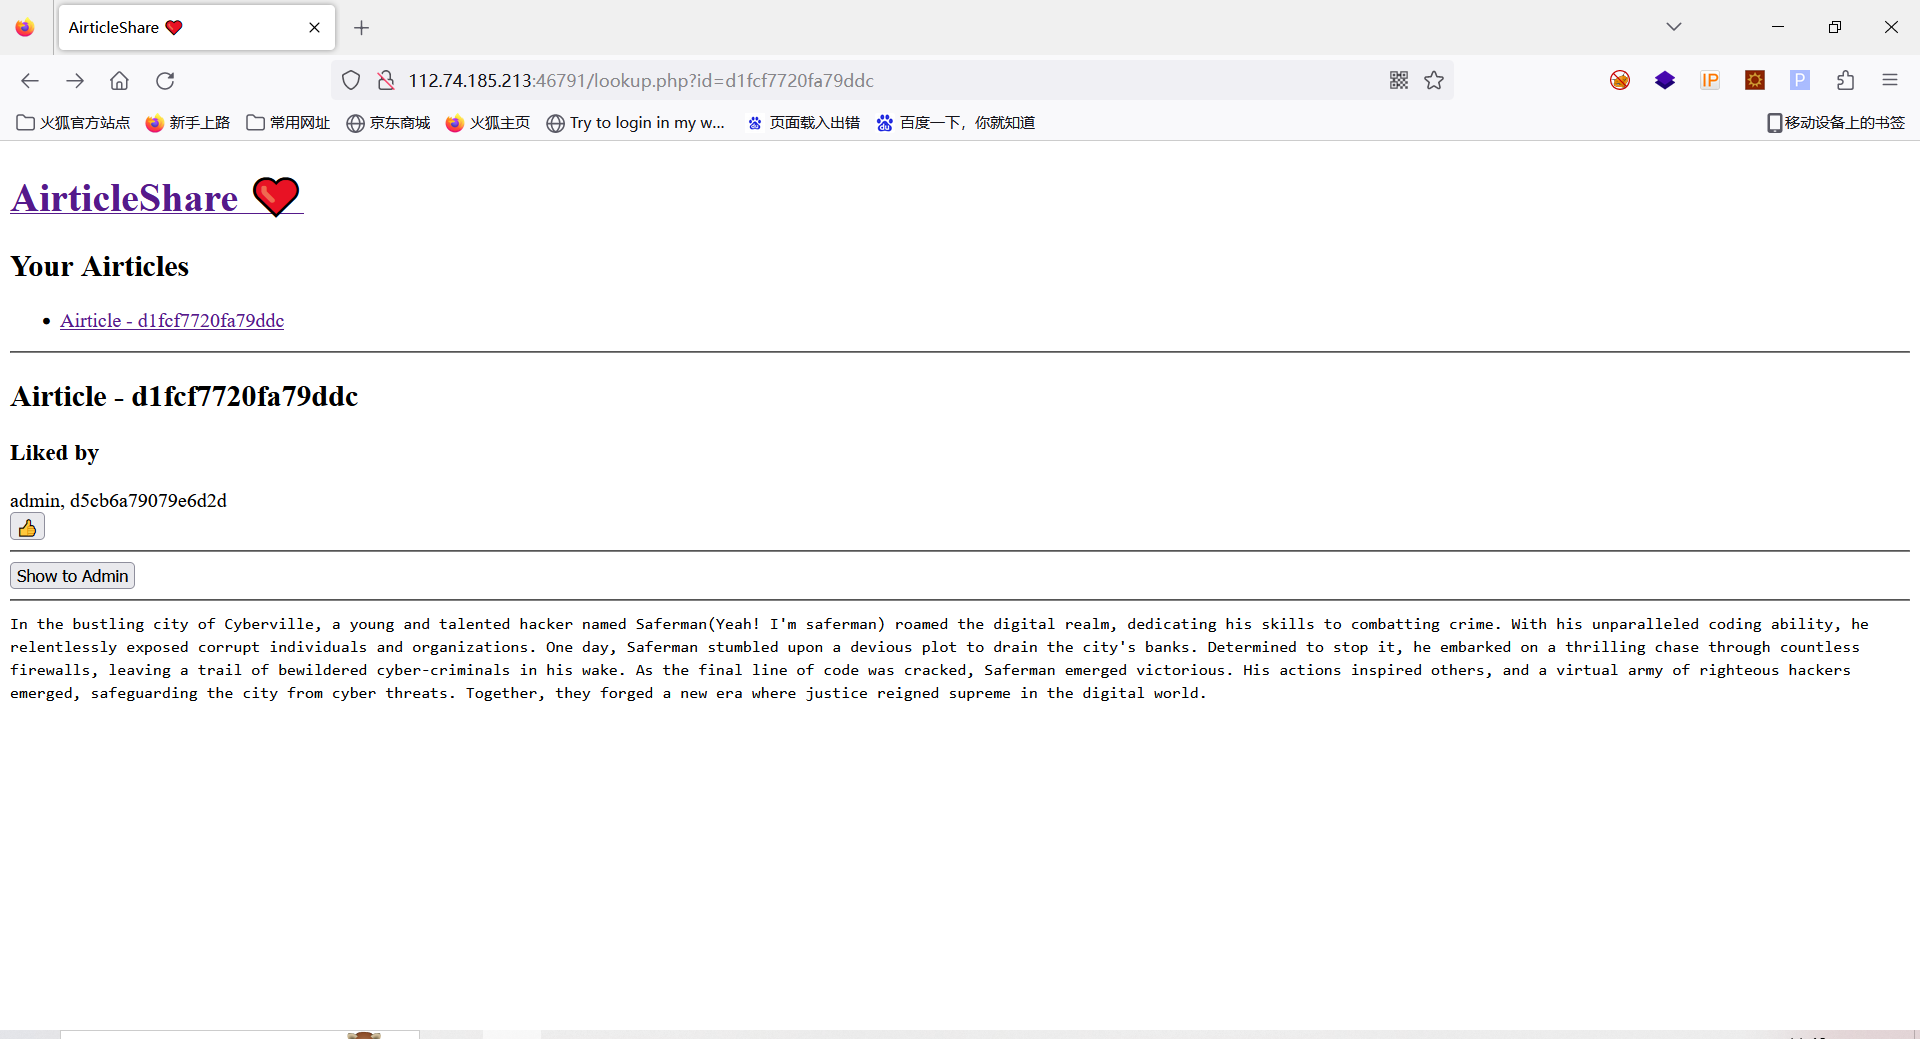 AirticleShare ❤️
112.74.185.213:46791/lookup.php?id=d1fcf7720fa79ddc
IP
P
火狐官方站点 新手上路 常用网址 京东商城 火狐主页 Try to login in my w... 页面载入出错 百度一下，你就知道 移动设备上的书签
AirticleShare ❤️
Your Airticles
• Airticle - d1fcf7720fa79ddc
Airticle - d1fcf7720fa79ddc
Liked by
admin, d5cb6a79079e6d2d
👍
Show to Admin
In the bustling city of Cyberville, a young and talented hacker named Saferman(Yeah! I'm saferman) roamed the digital realm, dedicating his skills to combatting crime. With his unparalleled coding ability, he
relentlessly exposed corrupt individuals and organizations. One day, Saferman stumbled upon a devious plot to drain the city's banks. Determined to stop it, he embarked on a thrilling chase through countless
firewalls, leaving a trail of bewildered cyber-criminals in his wake. As the final line of code was cracked, Saferman emerged victorious. His actions inspired others, and a virtual army of righteous hackers
emerged, safeguarding the city from cyber threats. Together, they forged a new era where justice reigned supreme in the digital world.